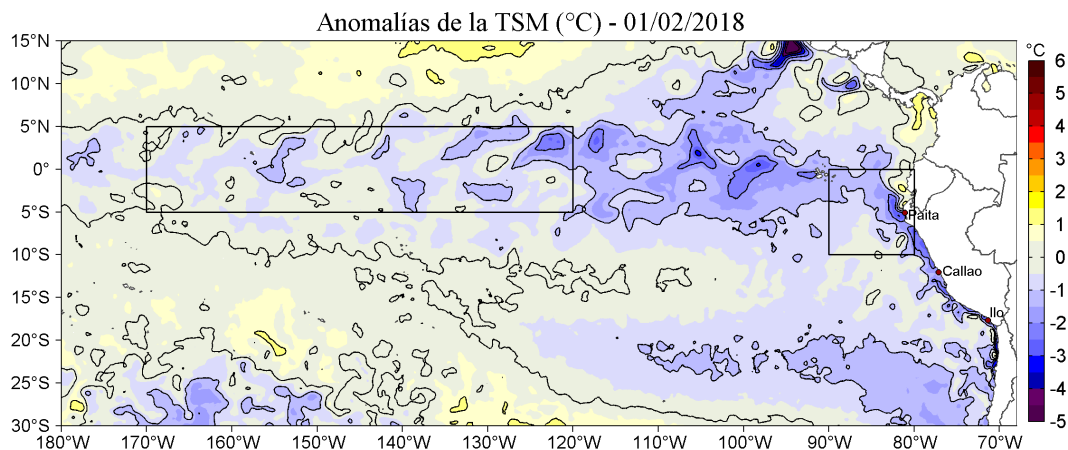 Anomalías de la TSM (°C) - 01/02/2018
°C
15°N
10°N
5°N
0°
5°S
10°S
15°S
20°S
25°S
30°S
180°W
170°W
160°W
150°W
140°W
130°W
120°W
110°W
100°W
90°W
80°W
70°W
Paita
Callao
Ilo
6
5
4
3
2
1
0
-1
-2
-3
-4
-5